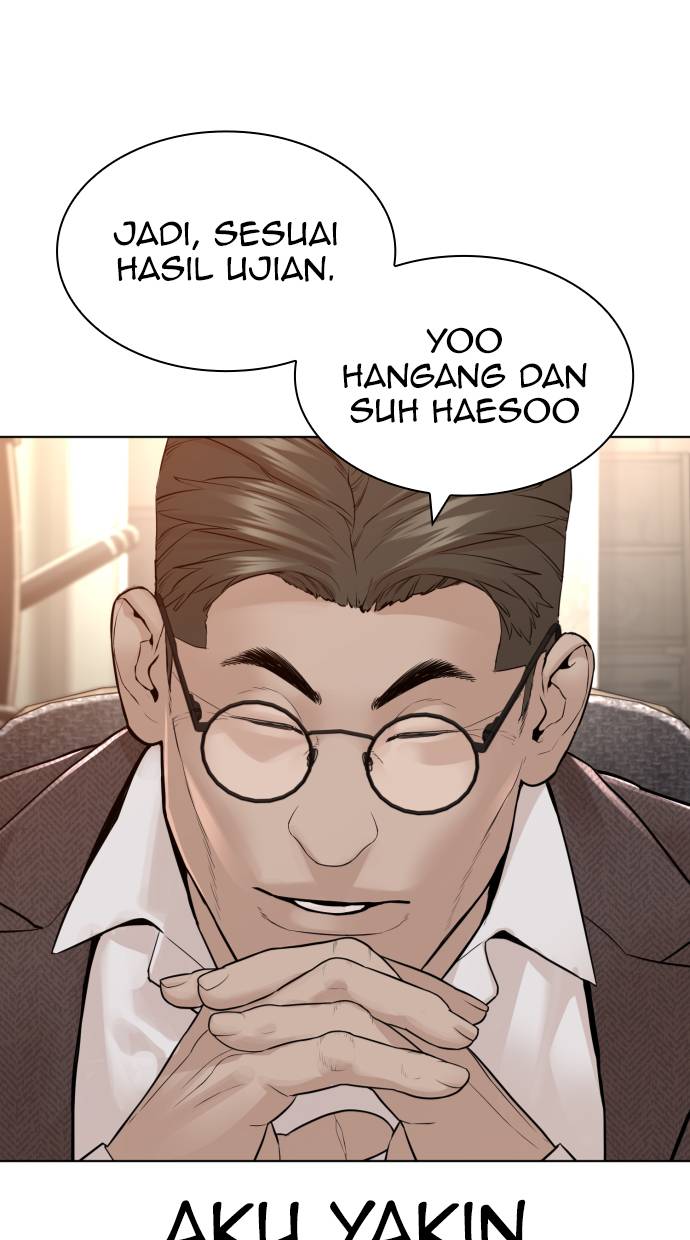 JADI, SESUAI
HASIL UJIAN.
YOO
HANGANG DAN
SUH HAESOO
AKU YAKIN